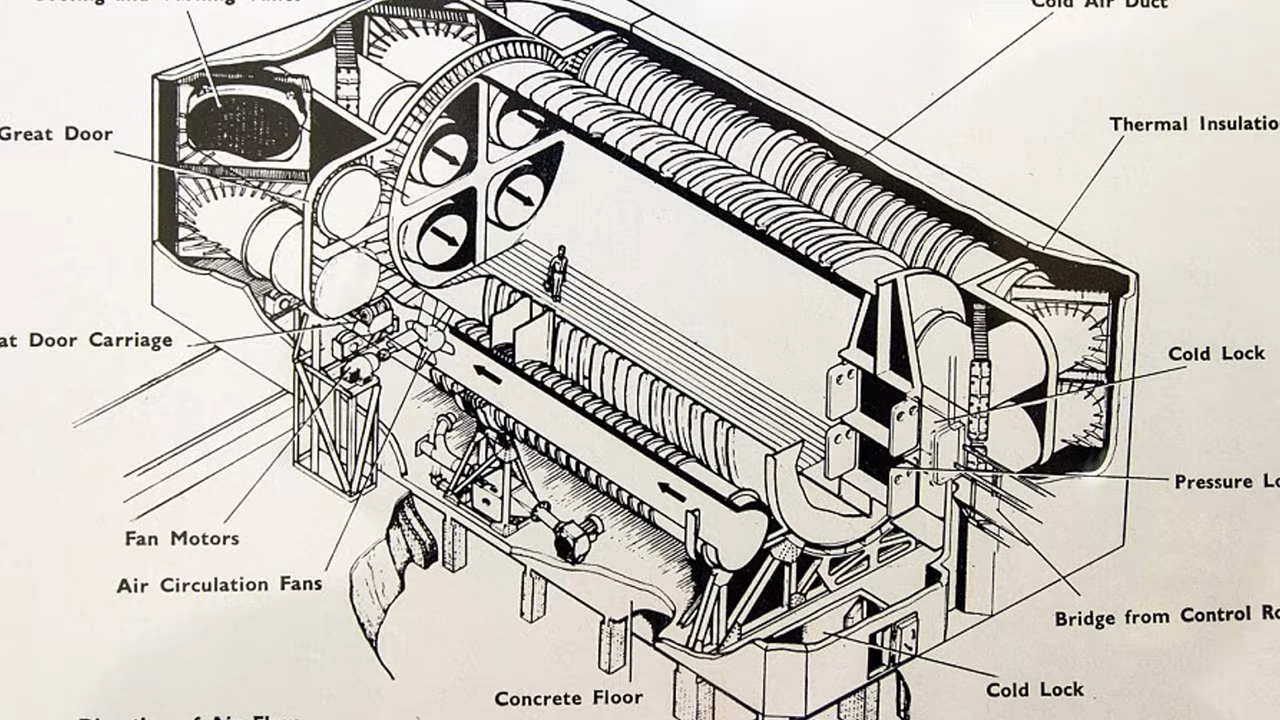 Cold Air Duct
Great Door
Thermal Insulatio
at Door Carriage
Cold Lock
Pressure Lo
Fan Motors
Air Circulation Fans
Bridge from Control Ro
Cold Lock
Concrete Floor